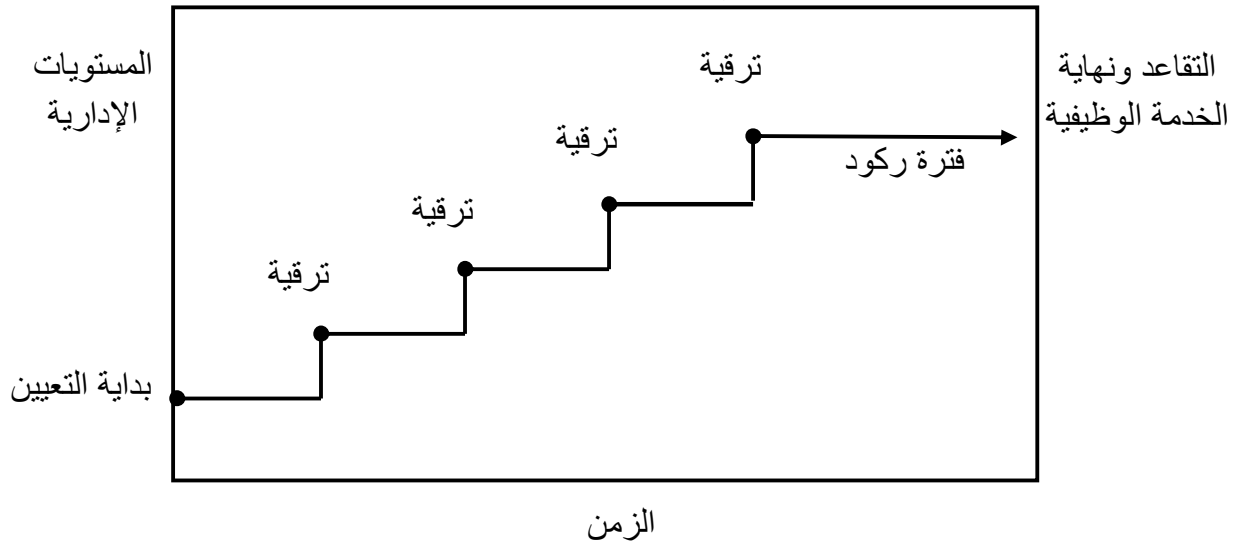 ترقية
التقاعد ونهاية
الخدمة الوظيفية
المستويات
الإدارية
ترقية
فترة ركود
ترقية
ترقية
بداية التعيين
الزمن